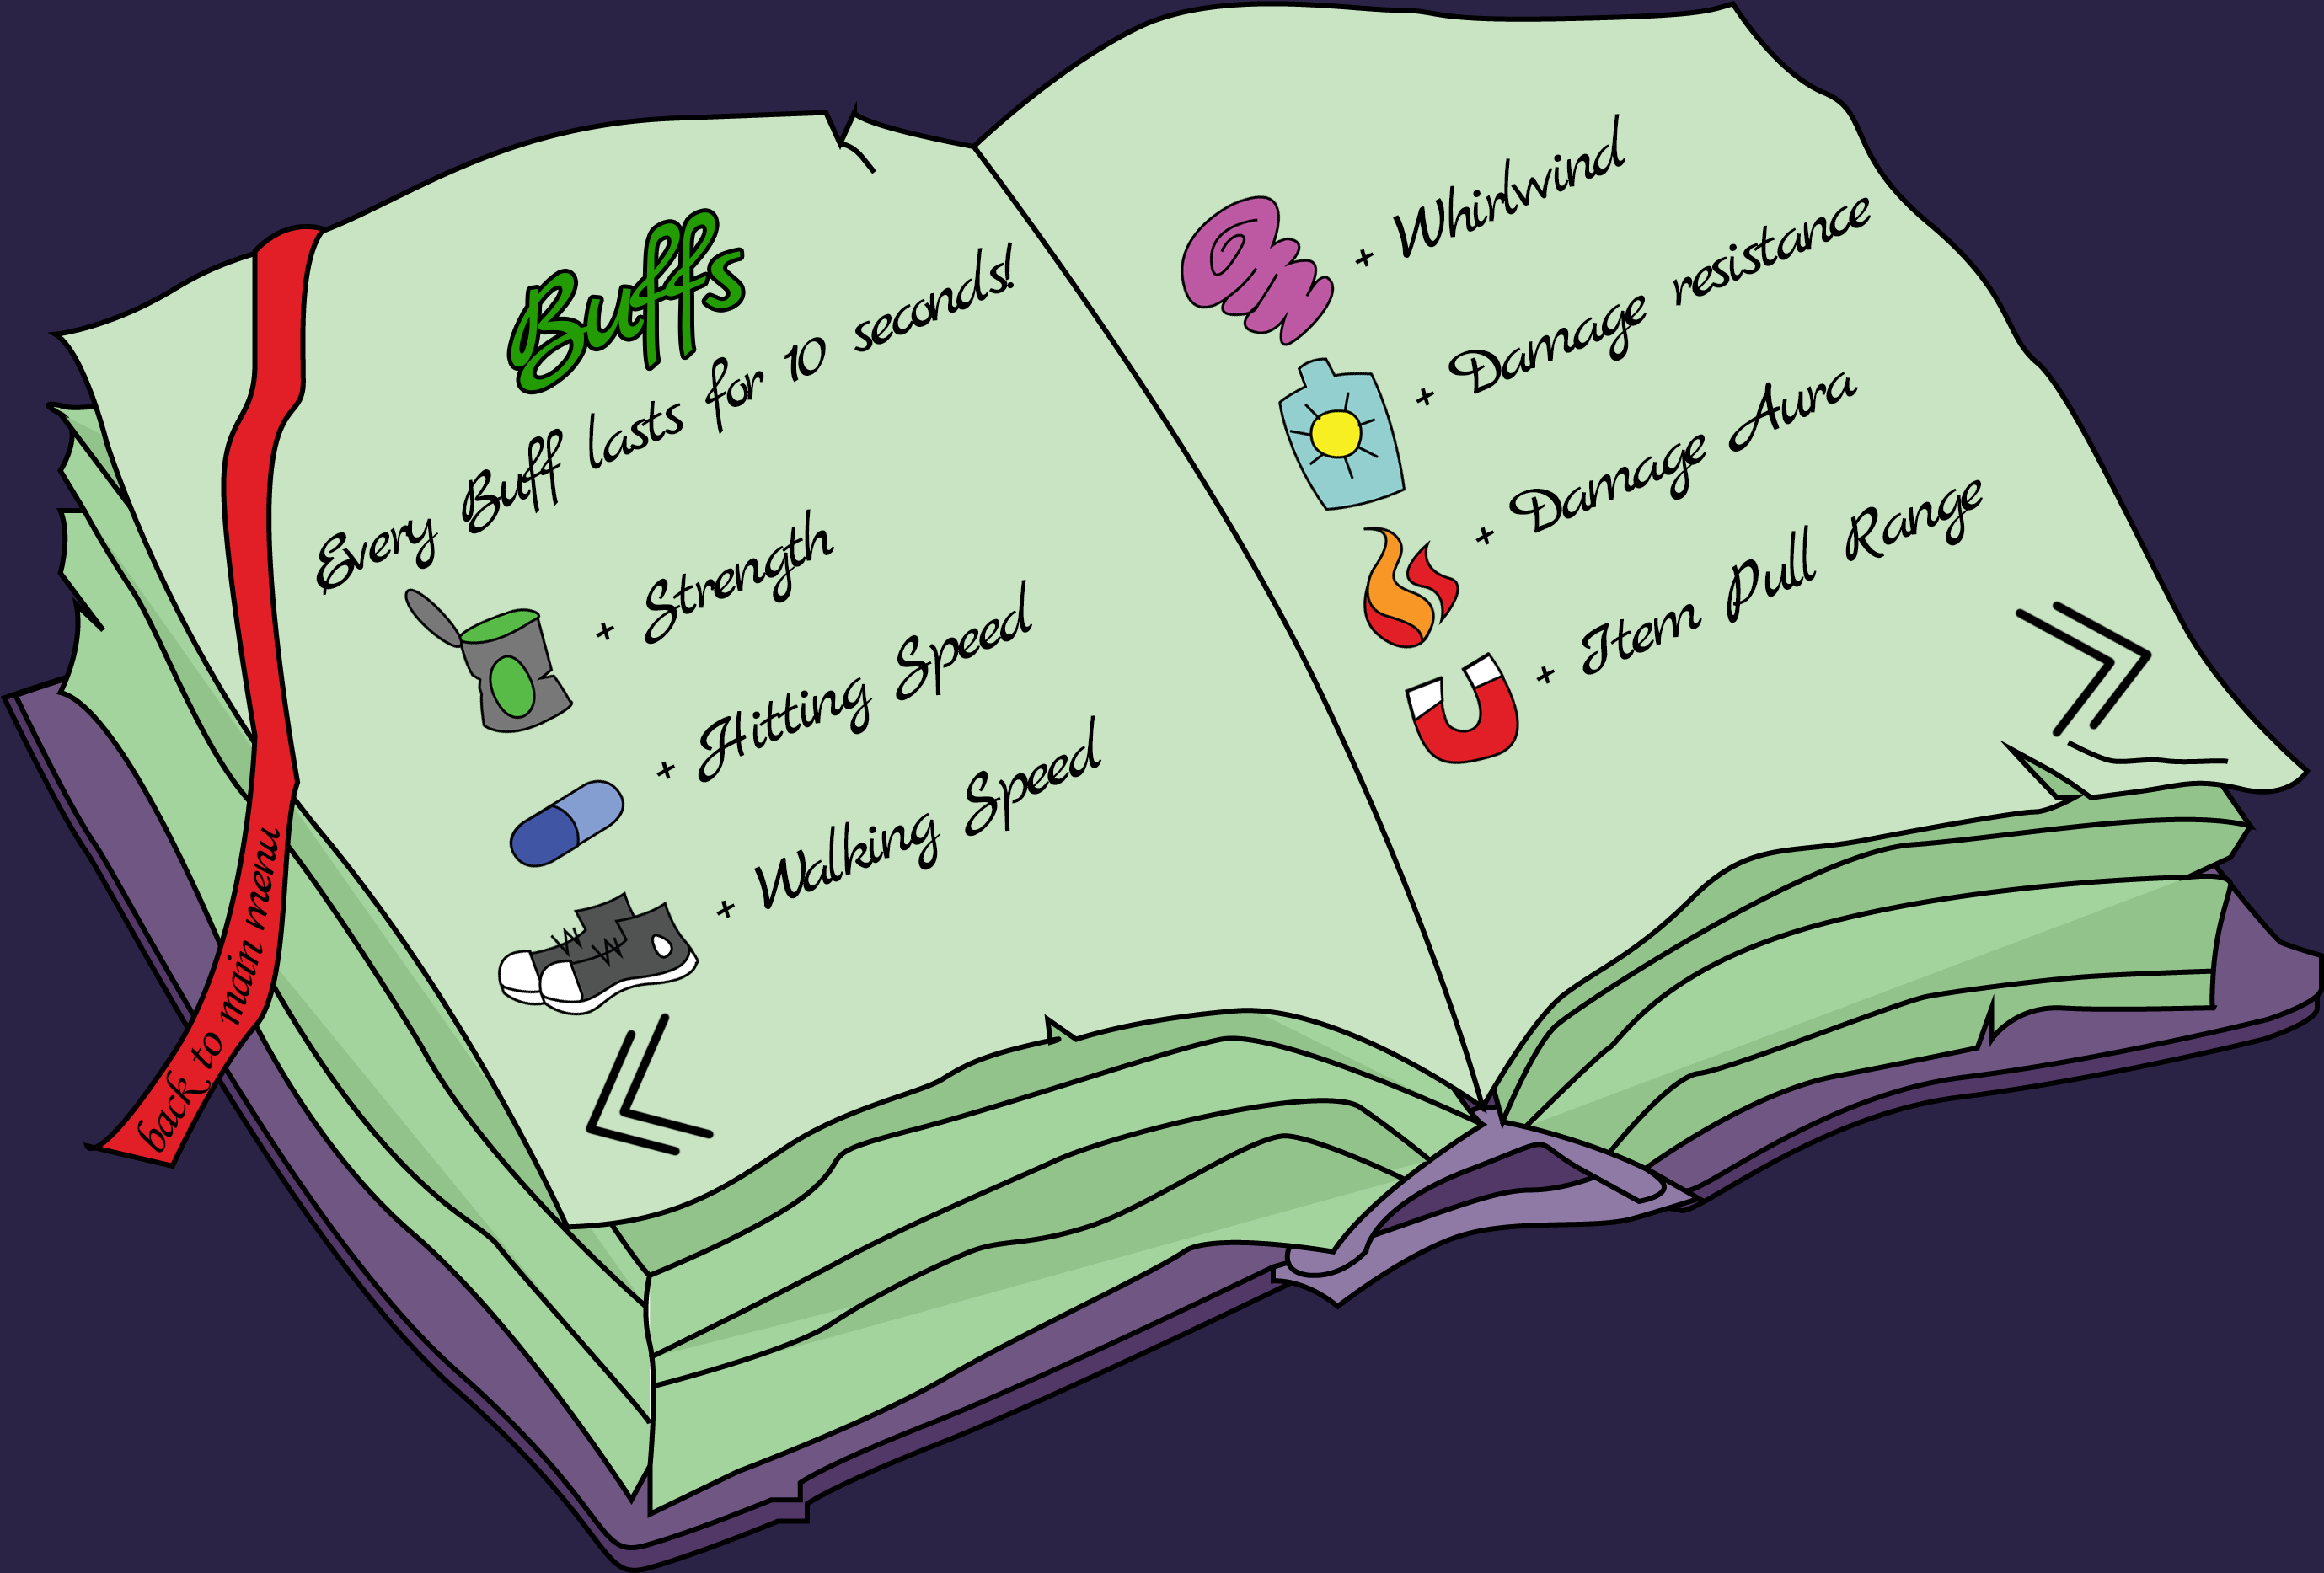 Buffs
Every Buff lasts for 10 seconds!
+ Strength
+ Hitting Speed
+ Walking Speed
+ Whirlwind
+ Damage resistance
+ Damage Aura
+ Item Pull Range
back to main menu